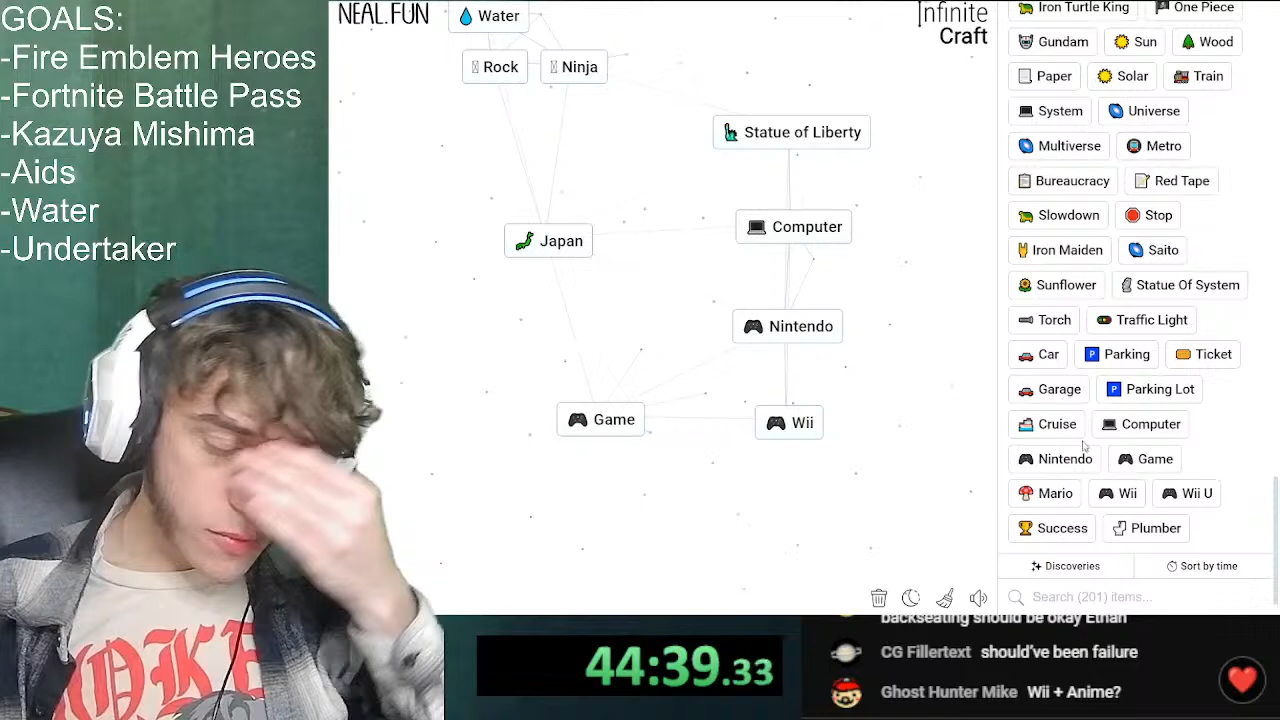 GOALS:
-Fire Emblem Heroes
-Fortnite Battle Pass
-Kazuya Mishima
-Aids
-Water
-Undertaker
NEAL.FUN
Infinite
Craft
Water
Rock
Ninja
Statue of Liberty
Japan
Computer
Nintendo
Game
Wii
Iron Turtle King
One Piece
Gundam
Sun
Wood
Paper
Solar
Train
System
Universe
Multiverse
Metro
Bureaucracy
Red Tape
Slowdown
Stop
Iron Maiden
Saito
Sunflower
Statue Of System
Torch
Traffic Light
Car
Parking
Ticket
Garage
Parking Lot
Cruise
Computer
Nintendo
Game
Mario
Wii
Wii U
Success
Plumber
Discoveries
Sort by time
Search (201) items...
44:39.33
backseating should be okay Ethan
CG Fillertext should've been failure
Ghost Hunter Mike Wii + Anime?